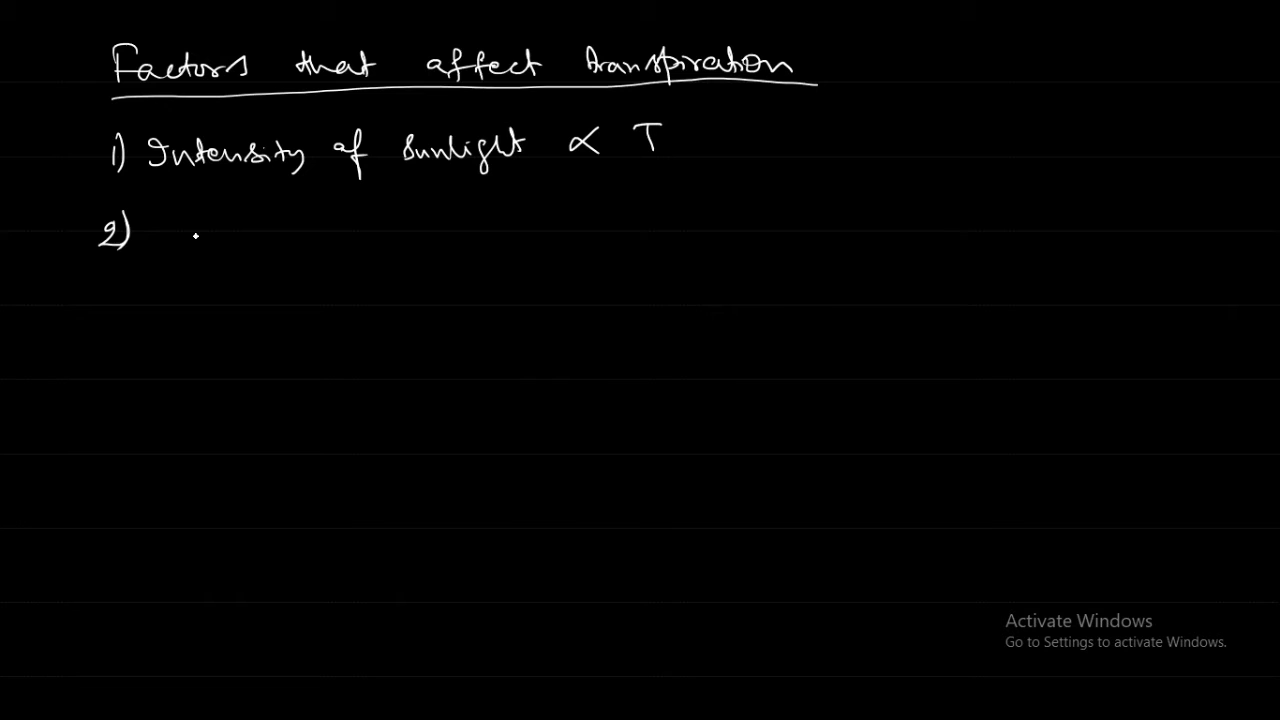 Factors that affect transpiration
1) Intensity of sunlight ∝ T
2)
Activate Windows
Go to Settings to activate Windows.